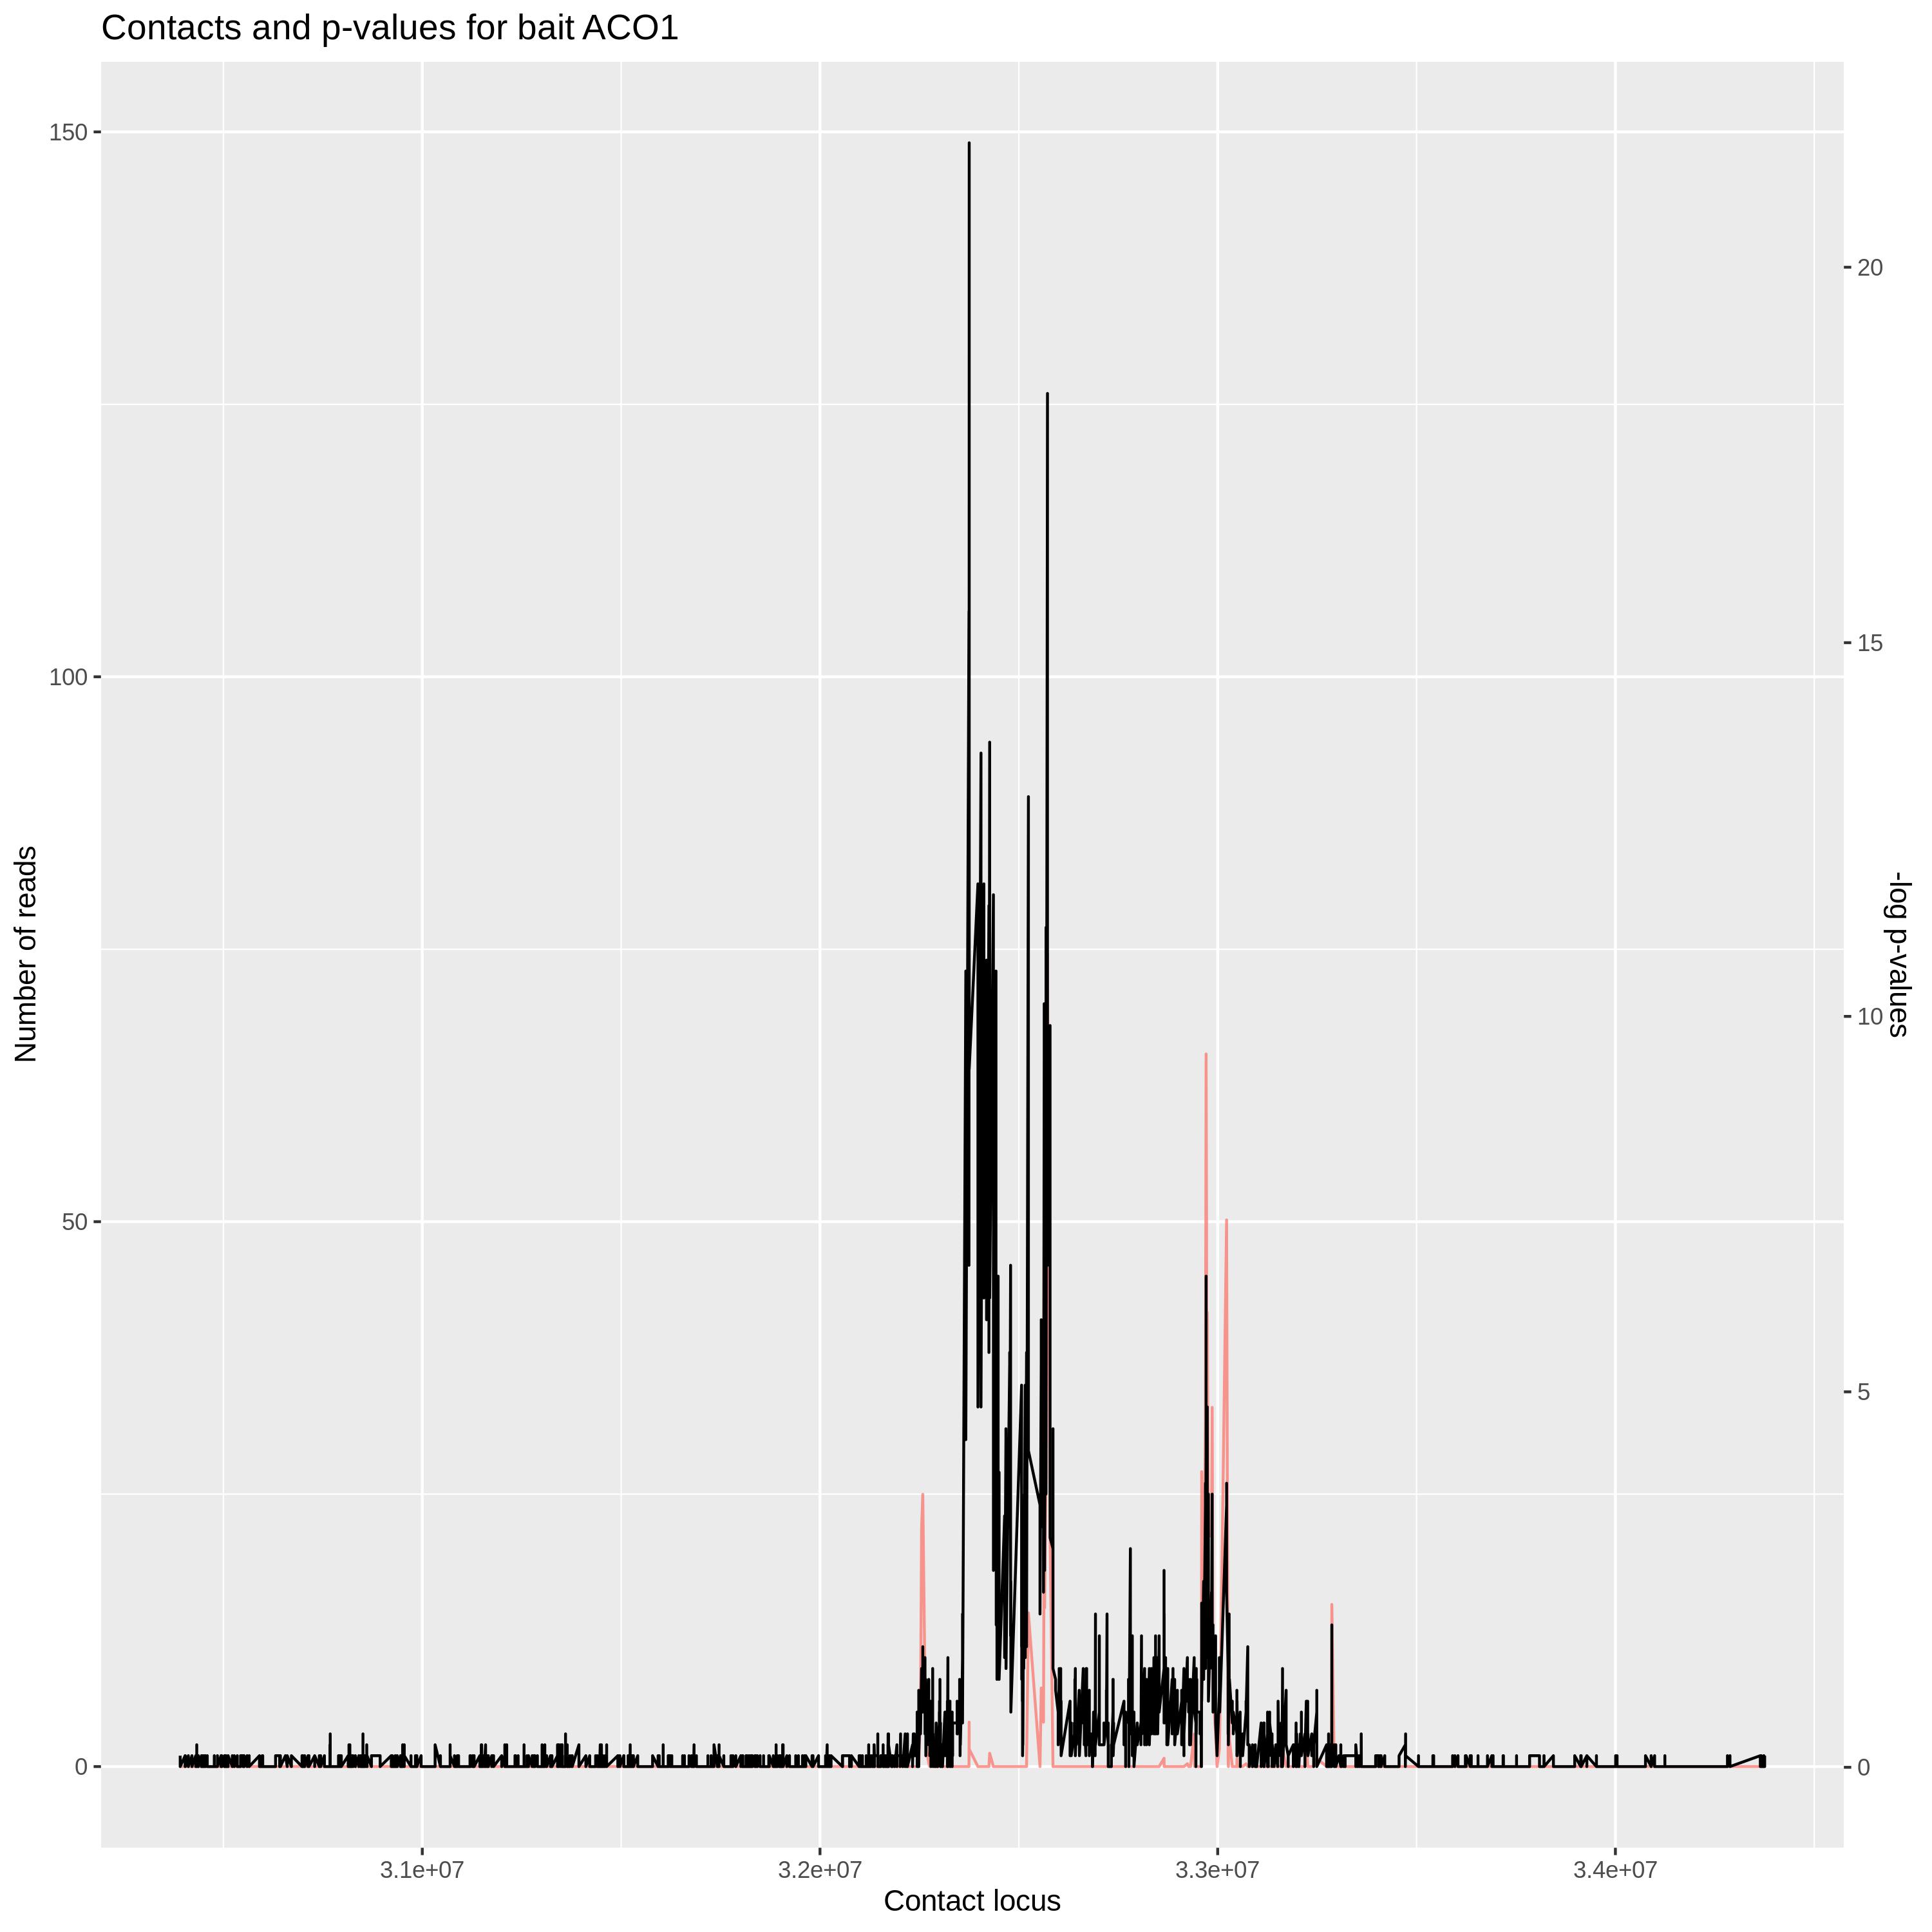 Contacts and p-values for bait ACO1
150
100
50
0
Number of reads
20
15
10
5
0
-log p-values
3.1e+07
3.2e+07
3.3e+07
3.4e+07
Contact locus